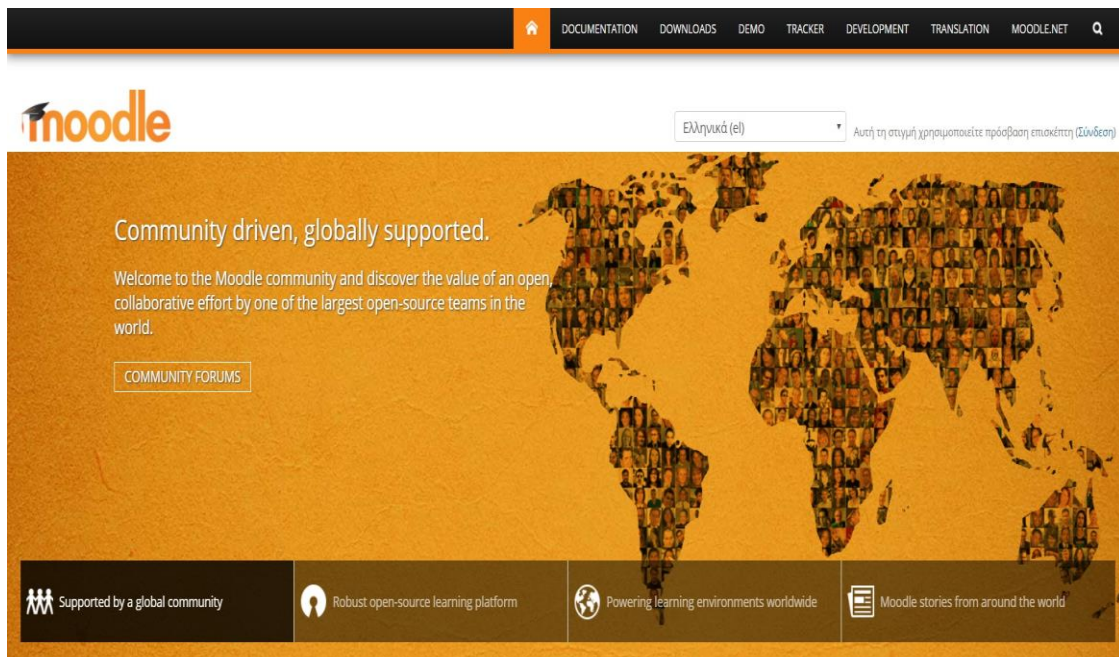 DOCUMENTATION DOWNLOADS DEMO TRACKER DEVELOPMENT TRANSLATION MOODLE.NET
moodle
Ελληνικά (el)
Αυτή τη στιγμή χρησιμοποιείτε πρόσβαση επισκέπτη (Σύνδεση)
Community driven, globally supported.
Welcome to the Moodle community and discover the value of an open,
collaborative effort by one of the largest open-source teams in the
world.
COMMUNITY FORUMS
Supported by a global community
Robust open-source learning platform
Powering learning environments worldwide
Moodle stories from around the world